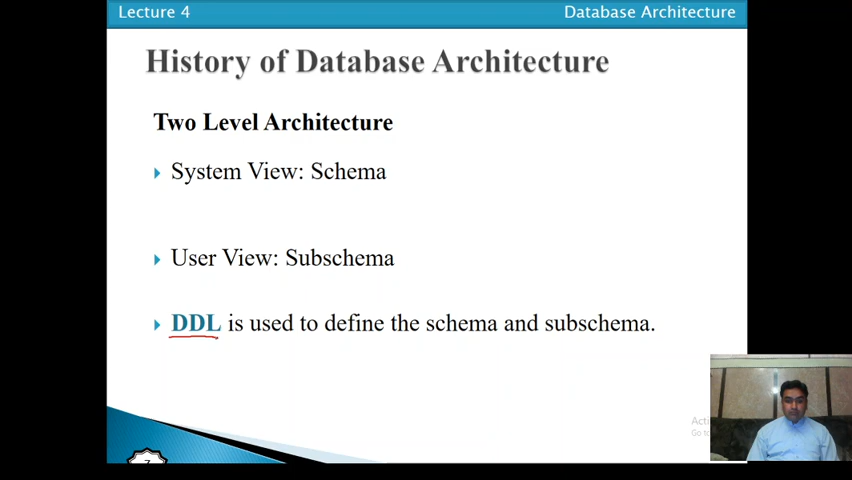 Lecture 4
Database Architecture
History of Database Architecture
Two Level Architecture
System View: Schema
User View: Subschema
DDL is used to define the schema and subschema.